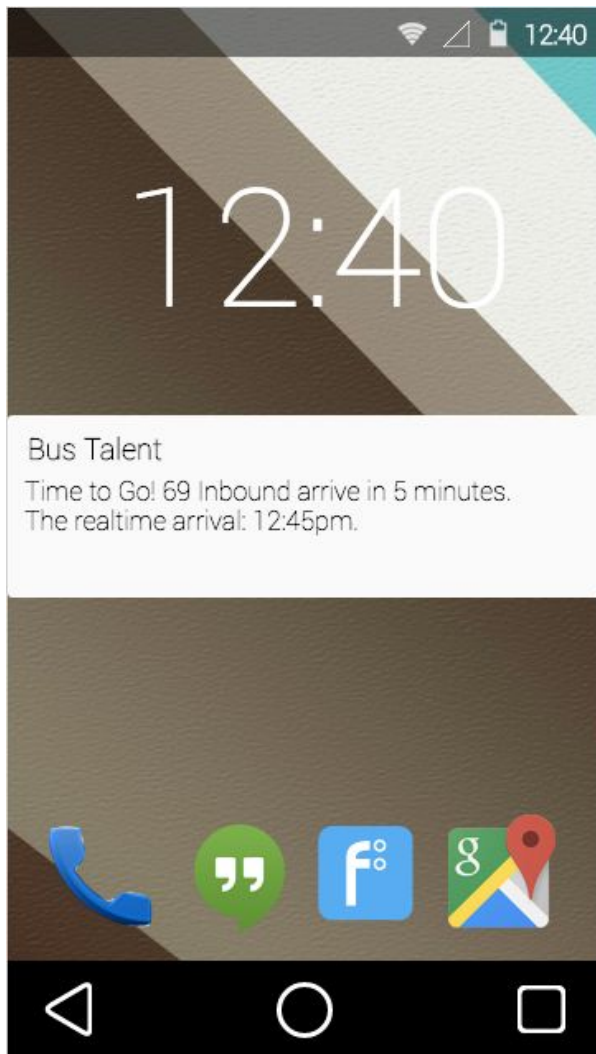 12:40
12:40
Bus Talent
Time to Go! 69 Inbound arrive in 5 minutes.
The realtime arrival: 12:45pm.
f
g